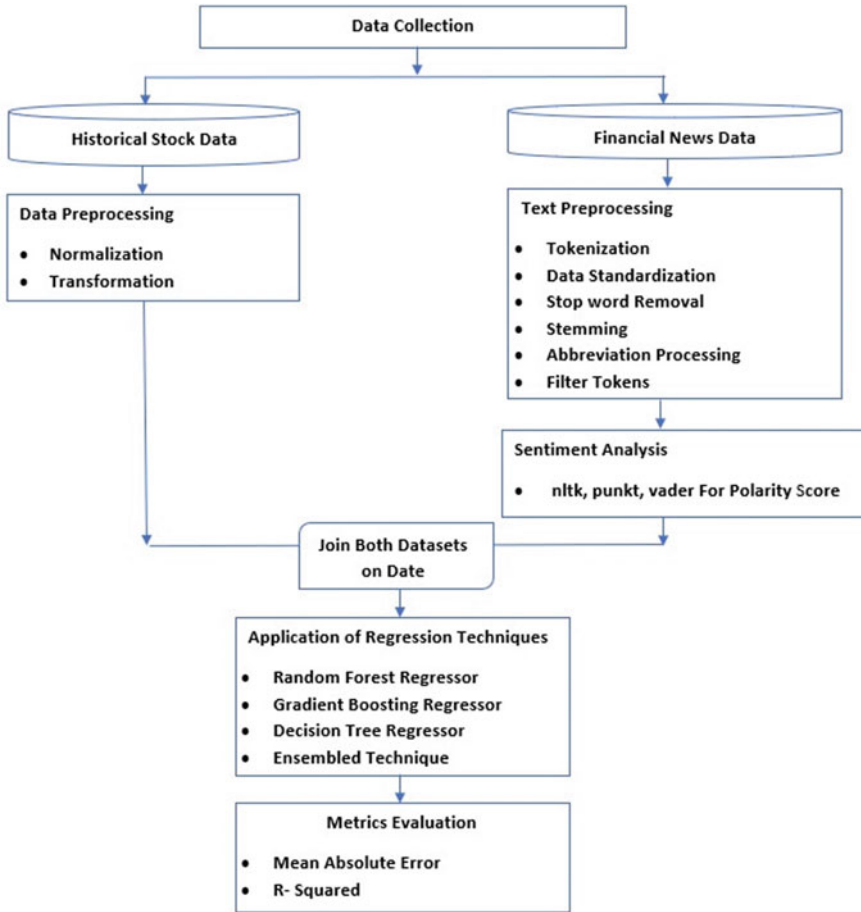 Data Collection
Historical Stock Data
Financial News Data
Data Preprocessing
• Normalization
• Transformation
Text Preprocessing
• Tokenization
• Data Standardization
• Stop word Removal
• Stemming
• Abbreviation Processing
• Filter Tokens
Sentiment Analysis
• nltk, punkt, vader For Polarity Score
Join Both Datasets
on Date
Application of Regression Techniques
• Random Forest Regressor
• Gradient Boosting Regressor
• Decision Tree Regressor
• Ensembled Technique
Metrics Evaluation
• Mean Absolute Error
• R- Squared